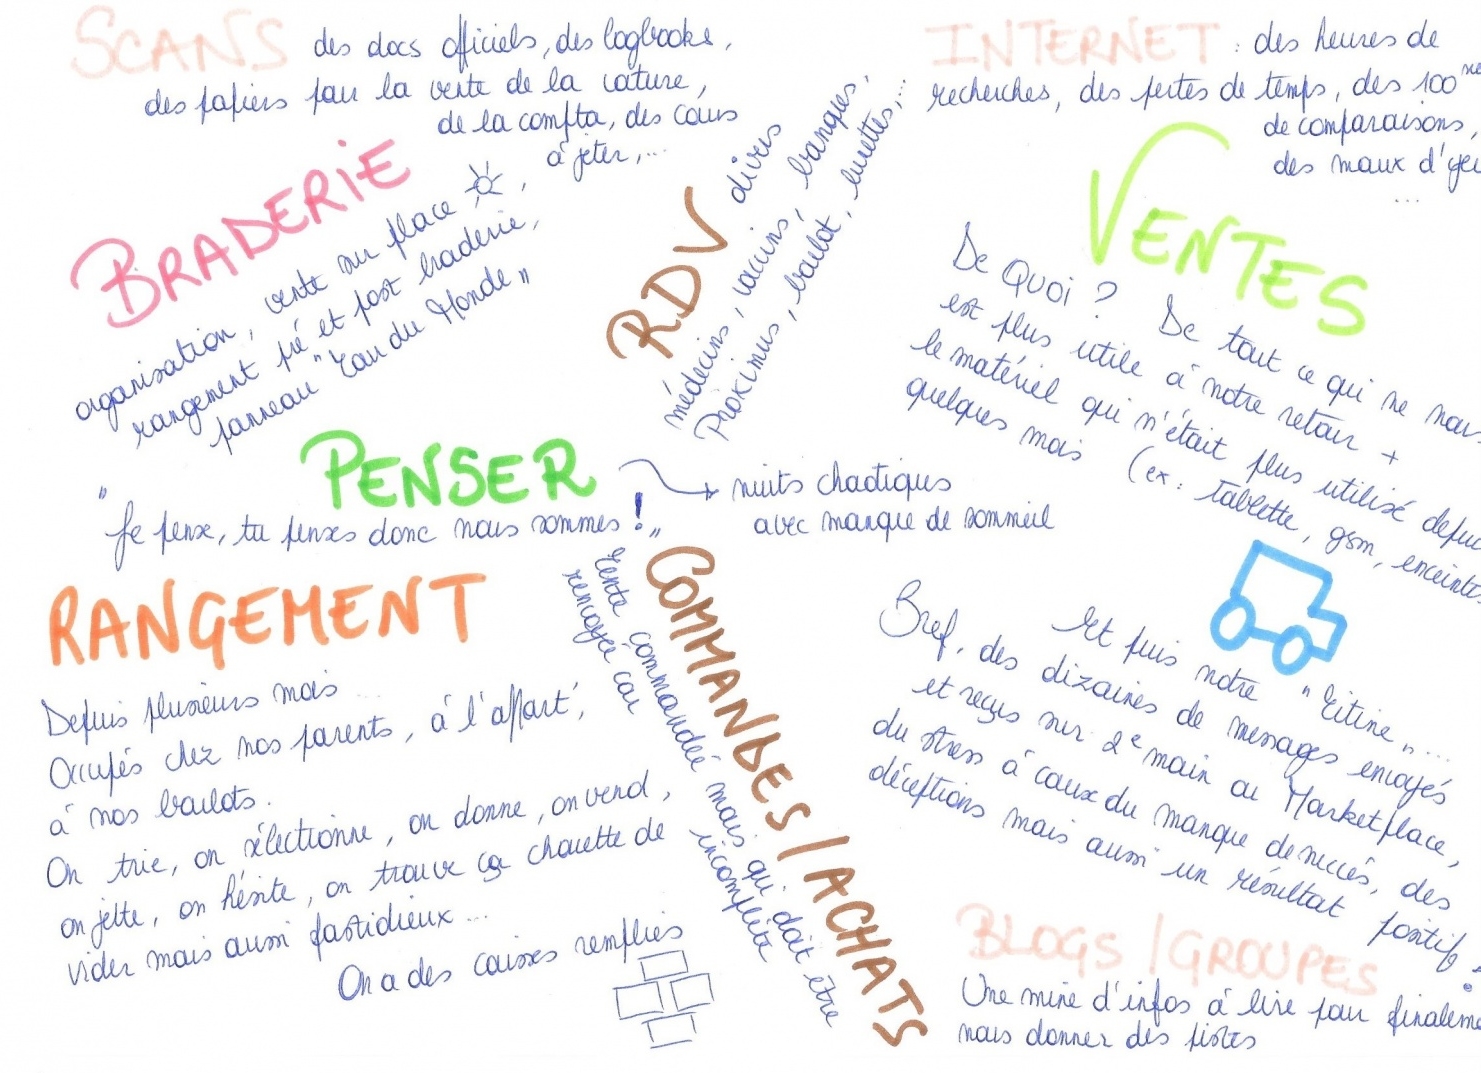 SCANS des docs officiels, des logbooks,
des papiers pour la vente de la voiture,
de la compta, des cours
à jeter,...
INTERNET : des heures de
recherches, des pertes de temps, des 100
de comparaisons,
des maux d'yeu
...
BRADERIE
organisation, vente sur place ,
rangement pré et post braderie,
panneau "Eau du Monde"
RDV divers
médecins, vaccins, banques,
Proximus, boulot, lunettes,...
VENTES
De Quoi ? De tout ce qui ne nous
est plus utile à notre retour +
le matériel qui n'était plus utilisé depuis
quelques mois (ex : tablette, gsm, enceintes
PENSER
"Je pense, tu penses donc nous sommes !"
nuits chaotiques
avec manque de sommeil
RANGEMENT
Depuis plusieurs mois
Occupés chez nos parents, à l'appart',
à nos boulots.
On trie, on sélectionne, on donne, on vend,
on jette, on hésite, on trouve ça chouette de
vider mais aussi fastidieux...
On a des caisses remplies
COMMANDES/ACHATS
Tente commandée mais qui doit être
renvoyée car incomplète
Et puis notre "Titine"...
Bref, des dizaines de messages envoyés
et reçus sur 2e main ou Marketplace,
du stress à cause du manque de succès, des
déceptions mais aussi un résultat positif !
BLOGS/GROUPES
Une mine d'infos à lire pour finaleme
nous donner des pistes